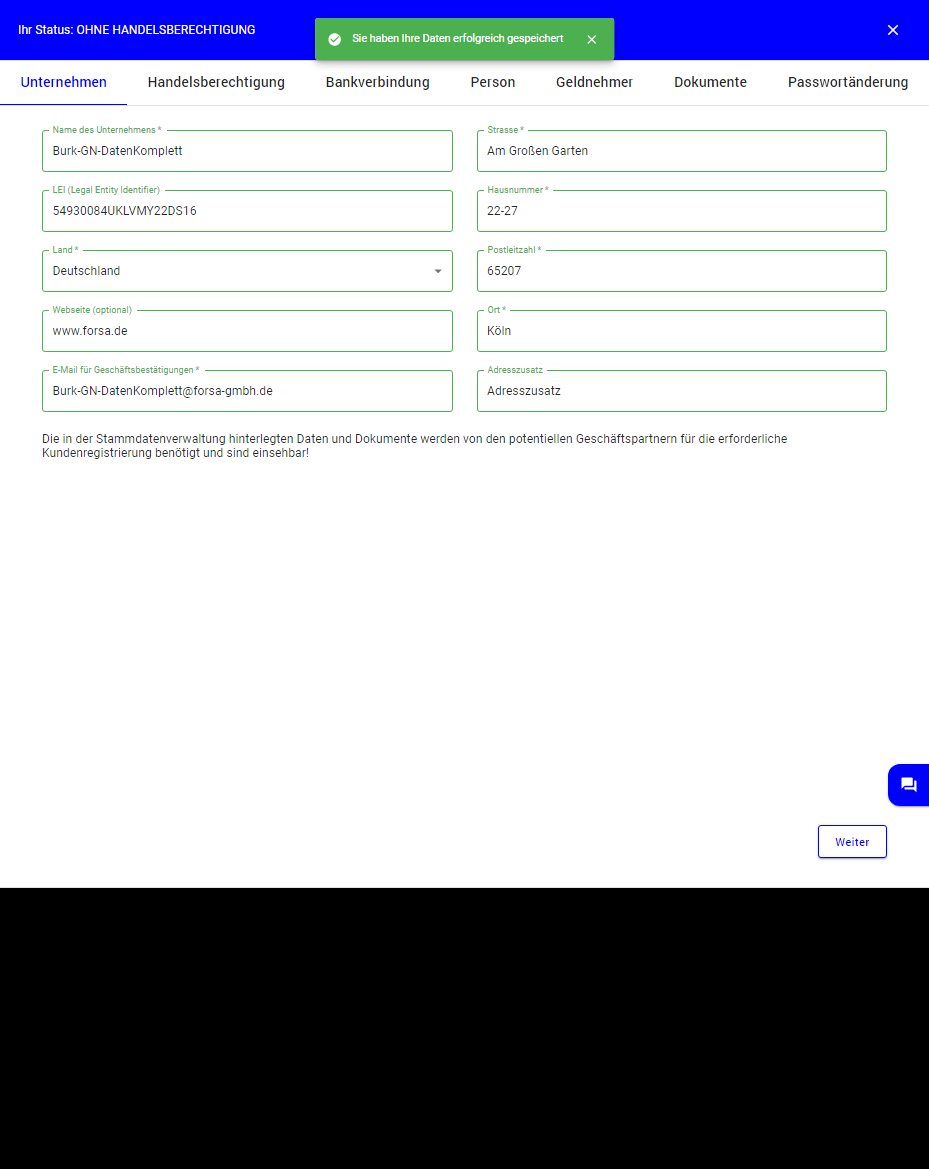 Ihr Status: OHNE HANDELSBERECHTIGUNG
Sie haben Ihre Daten erfolgreich gespeichert
Unternehmen Handelsberechtigung Bankverbindung Person Geldnehmer Dokumente Passwortänderung
Name des Unternehmens *
Burk-GN-DatenKomplett
Strasse *
Am Großen Garten
LEI (Legal Entity Identifier)
54930084UKLVMY22DS16
Hausnummer *
22-27
Land *
Deutschland
Postleitzahl *
65207
Webseite (optional)
www.forsa.de
Ort *
Köln
E-Mail für Geschäftsbestätigungen *
Burk-GN-DatenKomplett@forsa-gmbh.de
Adresszusatz
Adresszusatz
Die in der Stammdatenverwaltung hinterlegten Daten und Dokumente werden von den potentiellen Geschäftspartnern für die erforderliche
Kundenregistrierung benötigt und sind einsehbar!
Weiter